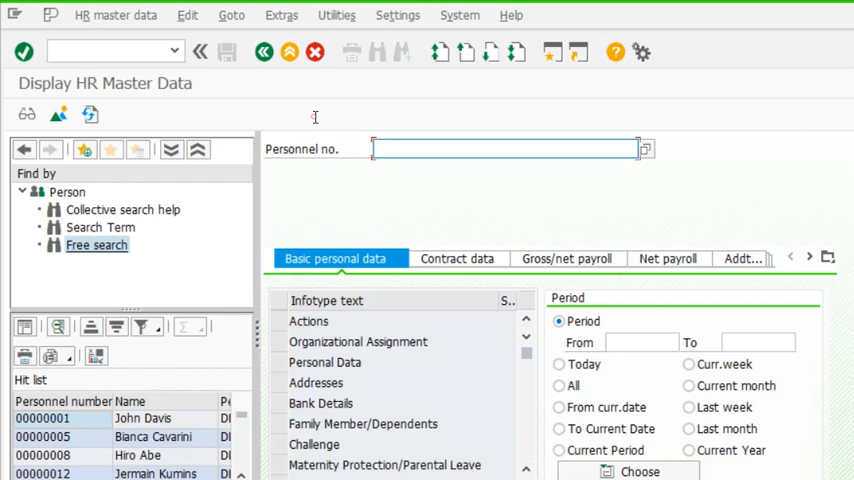 HR master data Edit Goto Extras Utilities Settings System Help
Display HR Master Data
Personnel no.
Find by
Person
Collective search help
Search Term
Free search
Basic personal data Contract data Gross/net payroll Net payroll Addt...
Infotype text S..
Actions
Organizational Assignment
Personal Data
Addresses
Bank Details
Family Member/Dependents
Challenge
Maternity Protection/Parental Leave
Period
Period
From To
Today Curr.week
All Current month
From curr.date Last week
To Current Date Last month
Current Period Current Year
Choose
Hit list
Personnel number Name
00000001 John Davis DI
00000005 Bianca Cavarini DI
00000008 Hiro Abe DI
00000012 Jermain Kumins DI